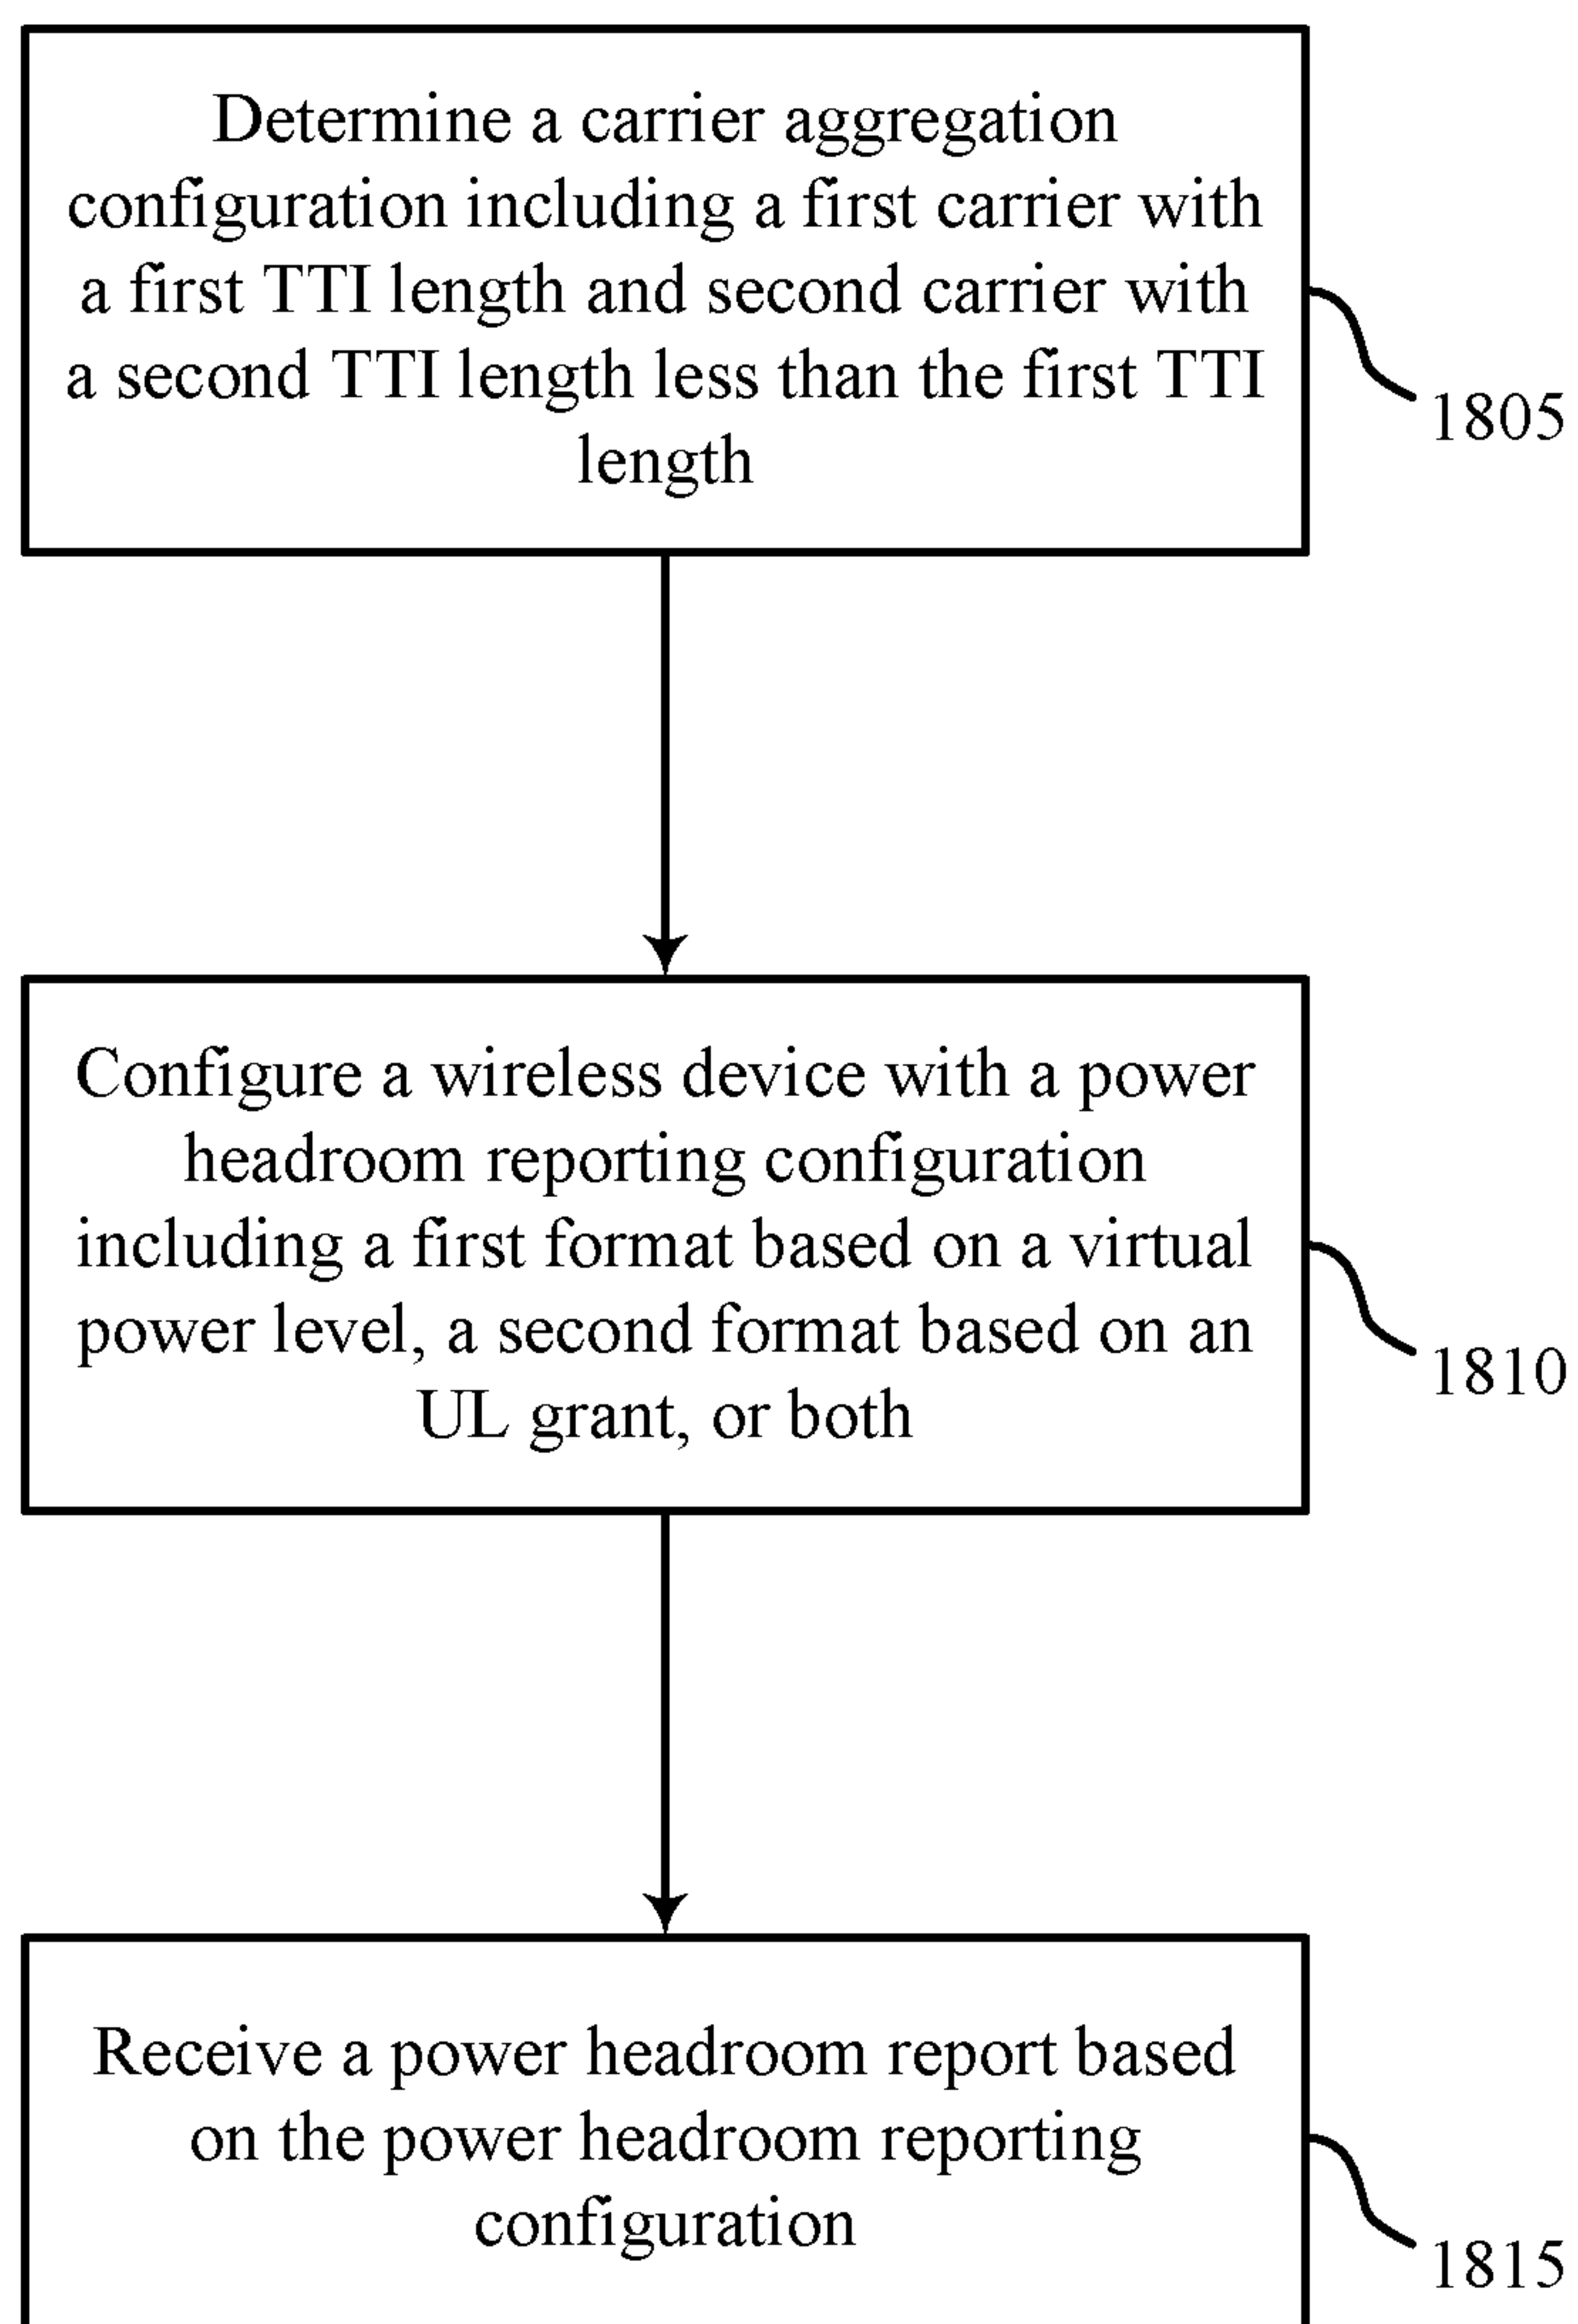 Determine a carrier aggregation
configuration including a first carrier with
a first TTI length and second carrier with
a second TTI length less than the first TTI
length
1805
Configure a wireless device with a power
headroom reporting configuration
including a first format based on a virtual
power level, a second format based on an
UL grant, or both
1810
Receive a power headroom report based
on the power headroom reporting
configuration
1815